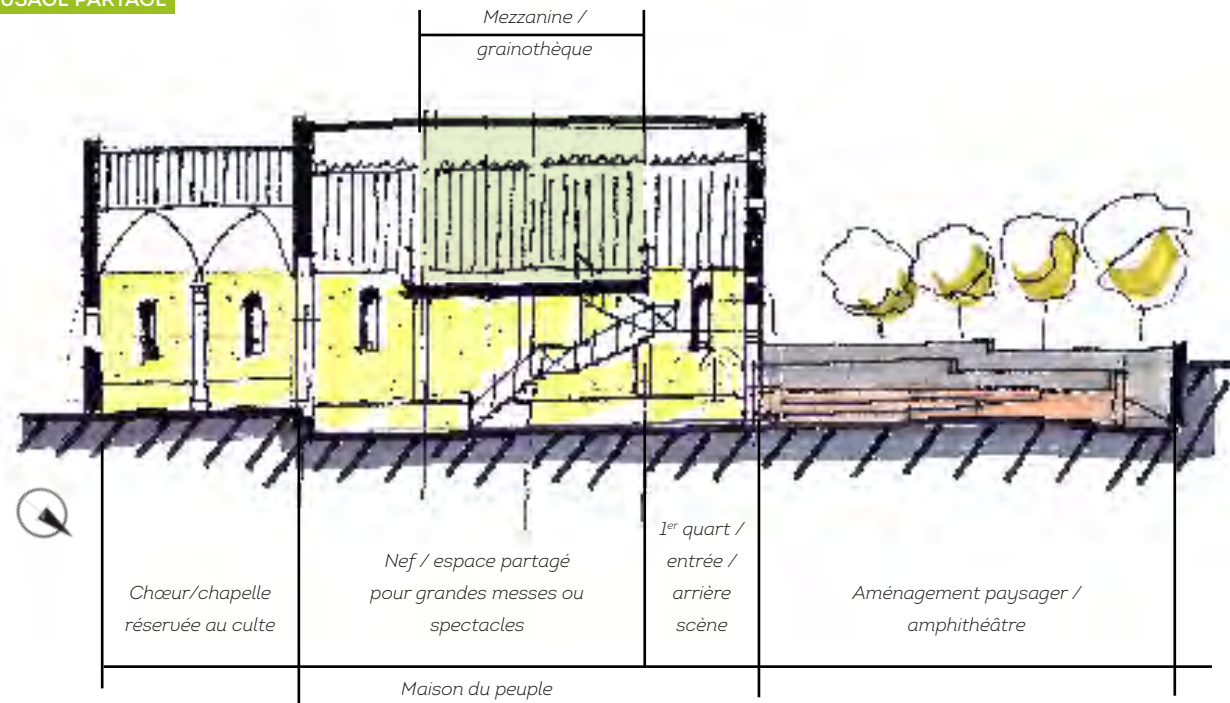 USAGE PARTAGÉ
Mezzanine /
grainothèque
Chœur/chapelle
réservée au culte
Nef / espace partagé
pour grandes messes ou
spectacles
1er quart /
entrée /
arrière
scène
Aménagement paysager /
amphithéâtre
Maison du peuple